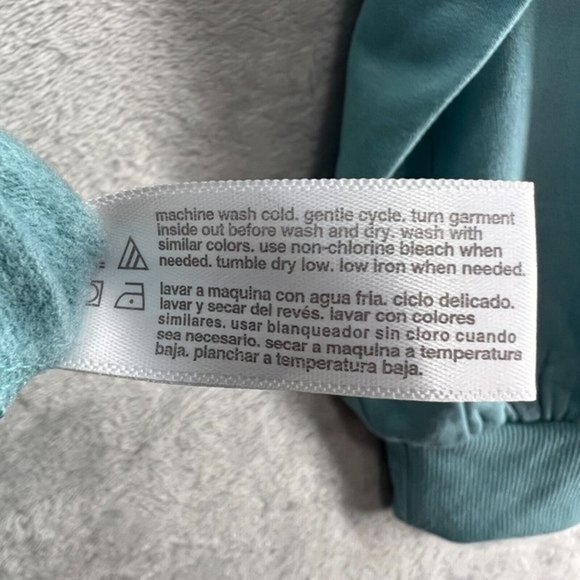 machine wash cold. gentle cycle. turn garment
inside out before wash and dry. wash with
similar colors. use non-chlorine bleach when
needed. tumble dry low. low iron when needed.
lavar a maquina con agua fria. ciclo delicado.
lavar y secar del revés. lavar con colores
similares. usar blanqueador sin cloro cuando
sea necesario. secar a maquina a temperatura
baja. planchar a temperatura baja.